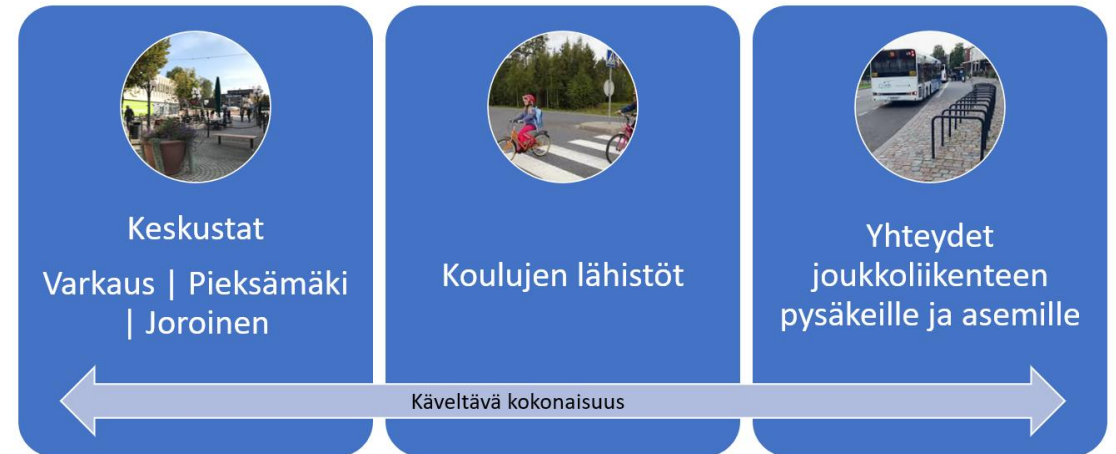 Keskustat
Varkaus | Pieksämäki
| Joroinen
Koulujen lähistöt
Yhteydet
joukkoliikenteen
pysäkeille ja asemille
Käveltävä kokonaisuus